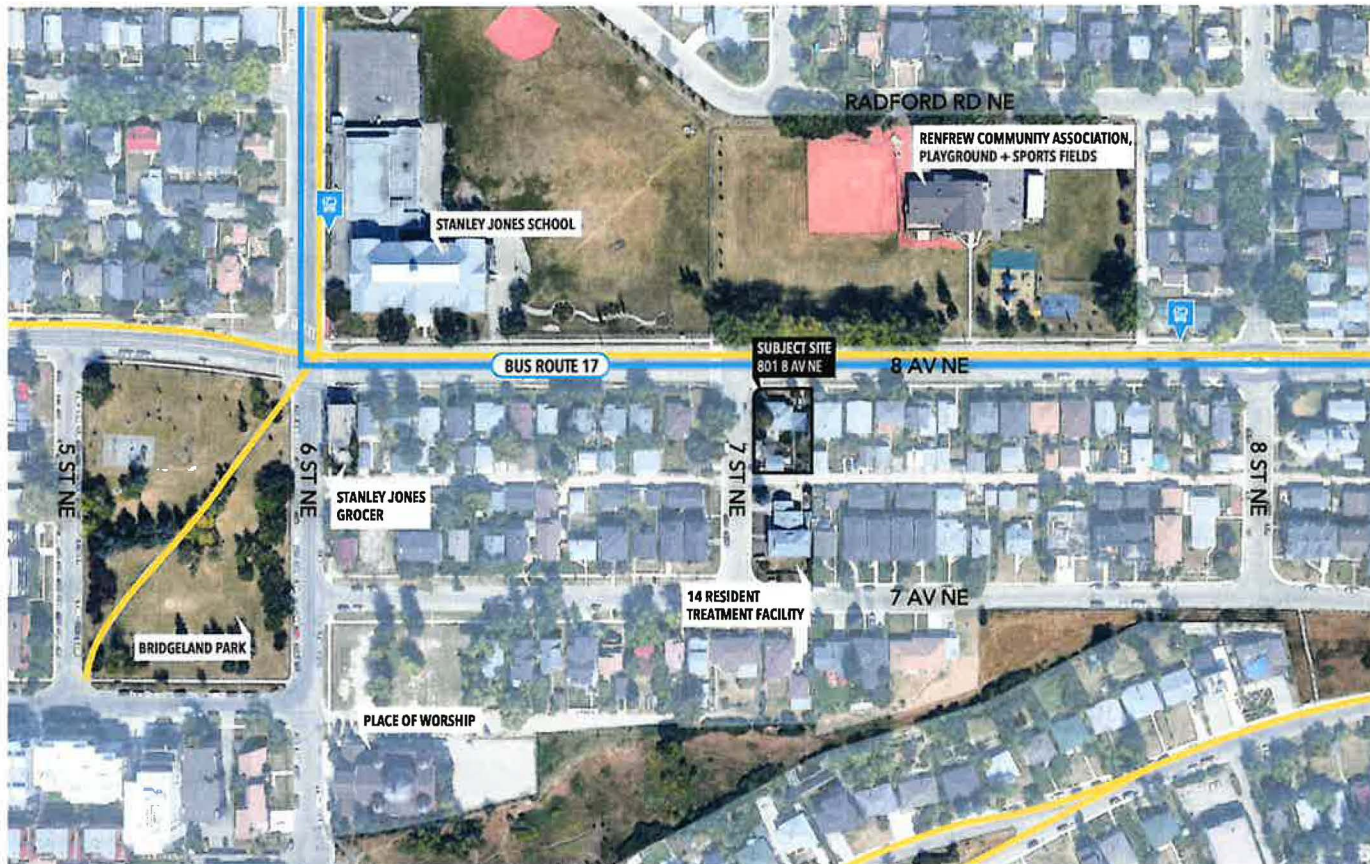 RADFORD RD NE
RENFREW COMMUNITY ASSOCIATION,
PLAYGROUND + SPORTS FIELDS
STANLEY JONES SCHOOL
BUS ROUTE 17
SUBJECT SITE
801 8 AV NE
8 AV NE
5 ST NE
6 ST NE
7 ST NE
8 ST NE
STANLEY JONES
GROCER
14 RESIDENT
TREATMENT FACILITY
7 AV NE
BRIDGELAND PARK
PLACE OF WORSHIP